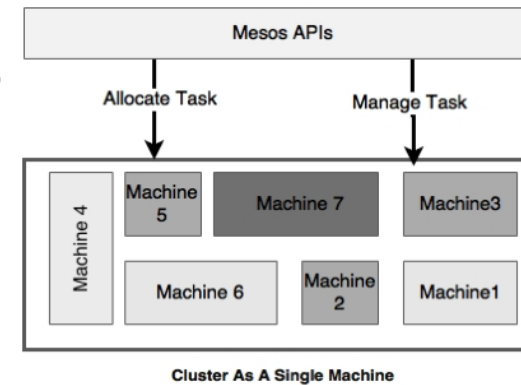 Mesos APIs
Allocate Task
Manage Task
Machine 4
Machine
5
Machine 7
Machine3
Machine 6
Machine
2
Machine1
Cluster As A Single Machine